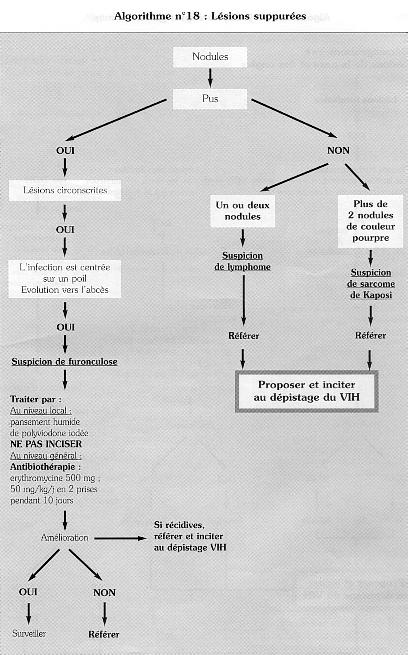 Algorithme n°18 : Lésions suppurées
Nodules
Pus
OUI
NON
Lésions circonscrites
OUI
L'infection est centrée
sur un poil
Evolution vers l'abcès
OUI
Suspicion de furonculose
Traiter par :
Au niveau local :
pansement humide
de polyviodone iodée
NE PAS INCISER
Au niveau général :
Antibiothérapie :
erythromycine 500 mg ;
50 mg/kg/j en 2 prises
pendant 10 jours
Amélioration
Si récidives,
référer et inciter
au dépistage VIH
OUI
NON
Surveiller
Référer
Un ou deux
nodules
Suspicion
de lymphome
Référer
Plus de
2 nodules
de couleur
pourpre
Suspicion
de sarcome
de Kaposi
Référer
Proposer et inciter
au dépistage du VIH